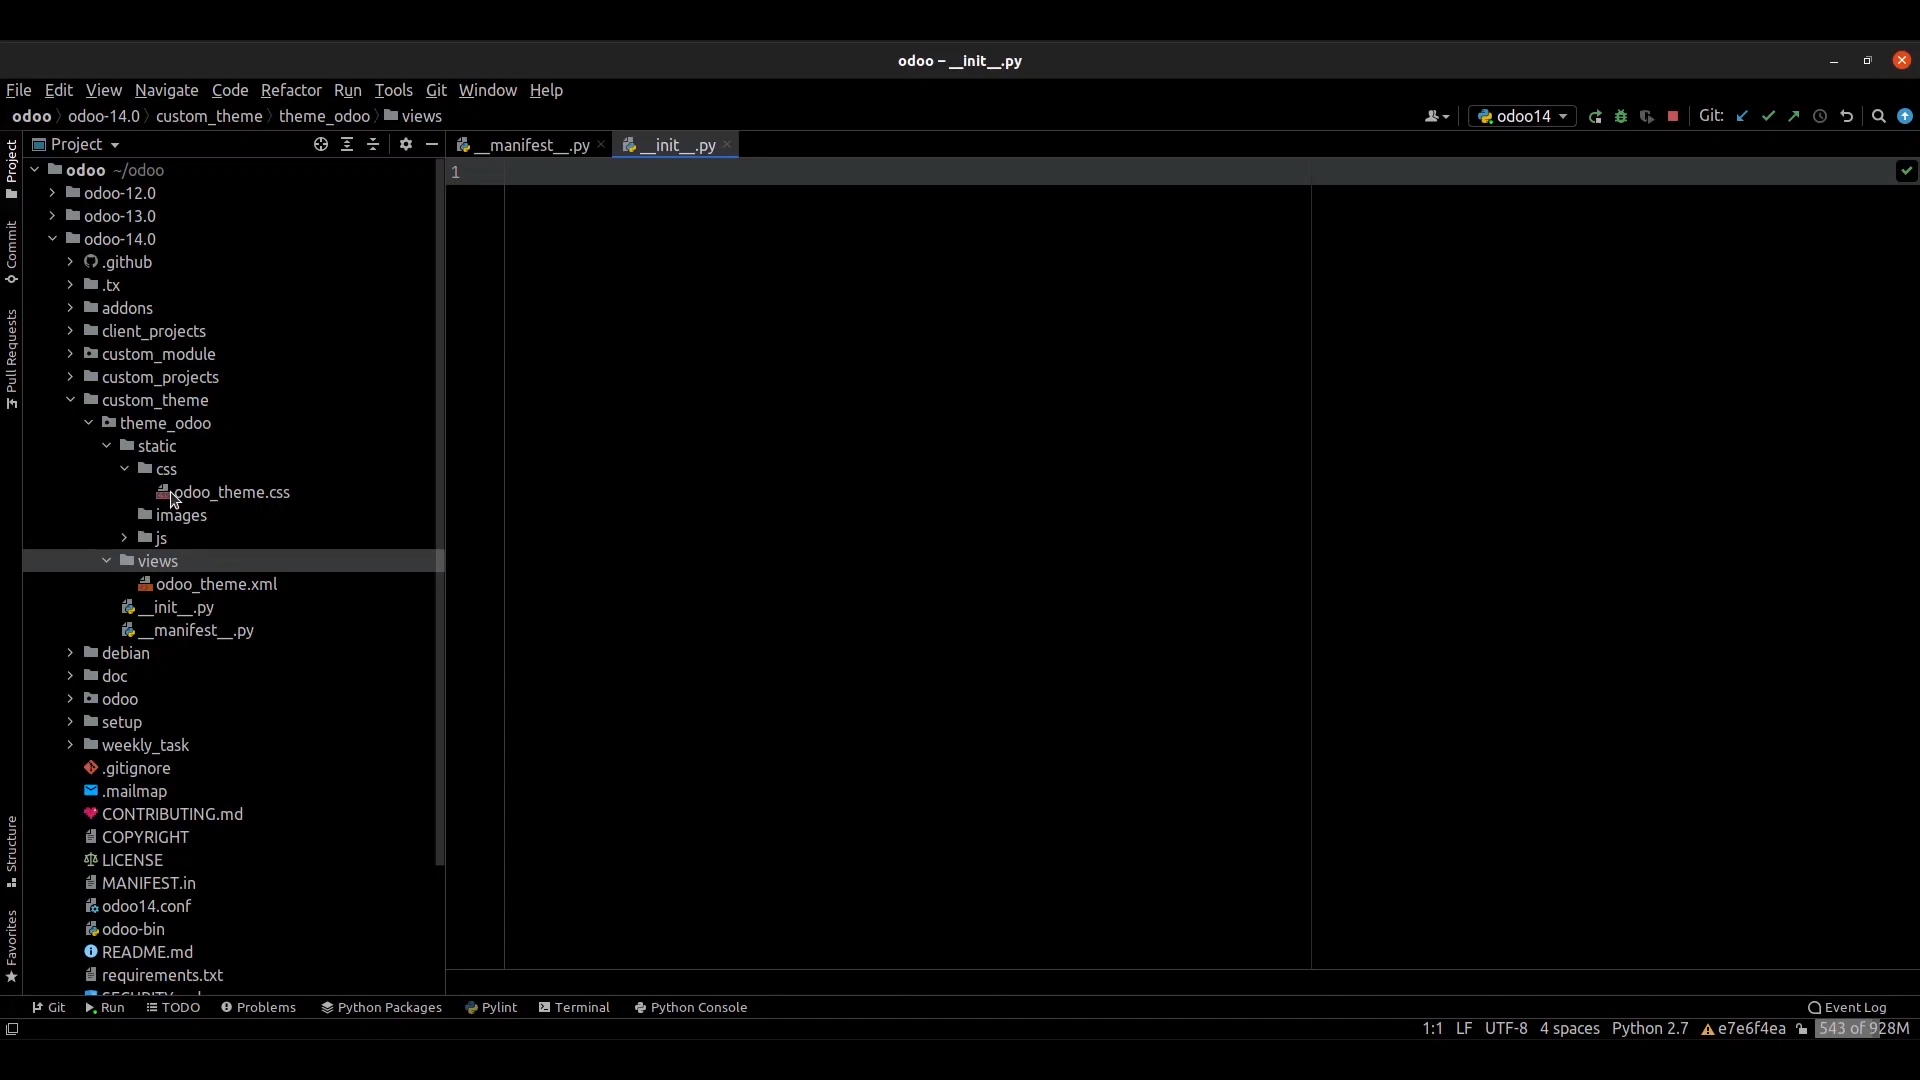 odoo – __init__.py
File Edit View Navigate Code Refactor Run Tools Git Window Help
odoo odoo-14.0 custom_theme theme_odoo views
odoo14 Git:
Project __manifest__.py __init__.py
1
Project
Commit
Pull Requests
Structure
Favorites
odoo ~/odoo
odoo-12.0
odoo-13.0
odoo-14.0
.github
.tx
addons
client_projects
custom_module
custom_projects
custom_theme
theme_odoo
static
css
odoo_theme.css
images
js
views
odoo_theme.xml
__init__.py
__manifest__.py
debian
doc
odoo
setup
weekly_task
.gitignore
.mailmap
CONTRIBUTING.md
COPYRIGHT
LICENSE
MANIFEST.in
odoo14.conf
odoo-bin
README.md
requirements.txt
Git Run TODO Problems Python Packages Pylint Terminal Python Console Event Log
1:1 LF UTF-8 4 spaces Python 2.7 e7e6f4ea 543 of 928M